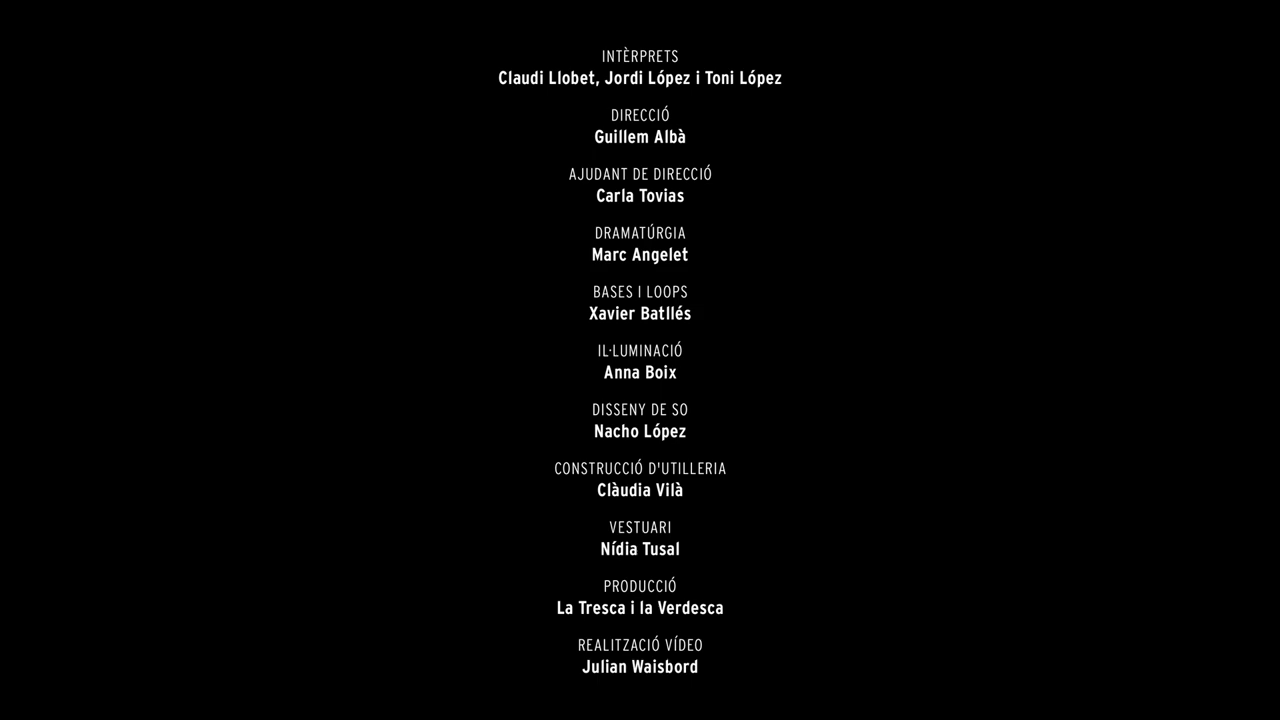 INTÈRPRETS
Claudi Llobet, Jordi López i Toni López
DIRECCIÓ
Guillem Albà
AJUDANT DE DIRECCIÓ
Carla Tovias
DRAMATÚRGIA
Marc Angelet
BASES I LOOPS
Xavier Batllés
IL·LUMINACIÓ
Anna Boix
DISSENY DE SO
Nacho López
CONSTRUCCIÓ D'UTILLERIA
Clàudia Vilà
VESTUARI
Nídia Tusal
PRODUCCIÓ
La Tresca i la Verdesca
REALITZACIÓ VÍDEO
Julian Waisbord